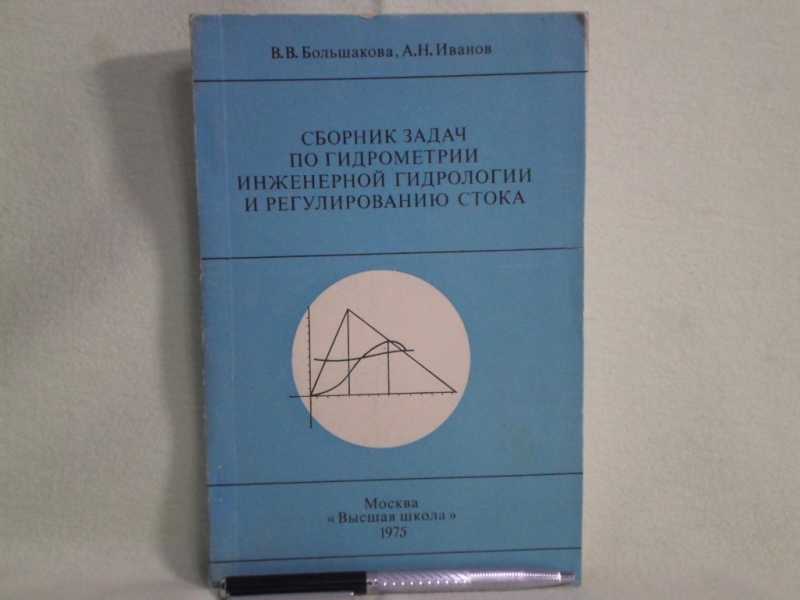 В. В. Большакова, А. Н. Иванов
СБОРНИК ЗАДАЧ
ПО ГИДРОМЕТРИИ
ИНЖЕНЕРНОЙ ГИДРОЛОГИИ
И РЕГУЛИРОВАНИЮ СТОКА
Москва
«Высшая школа»
1975